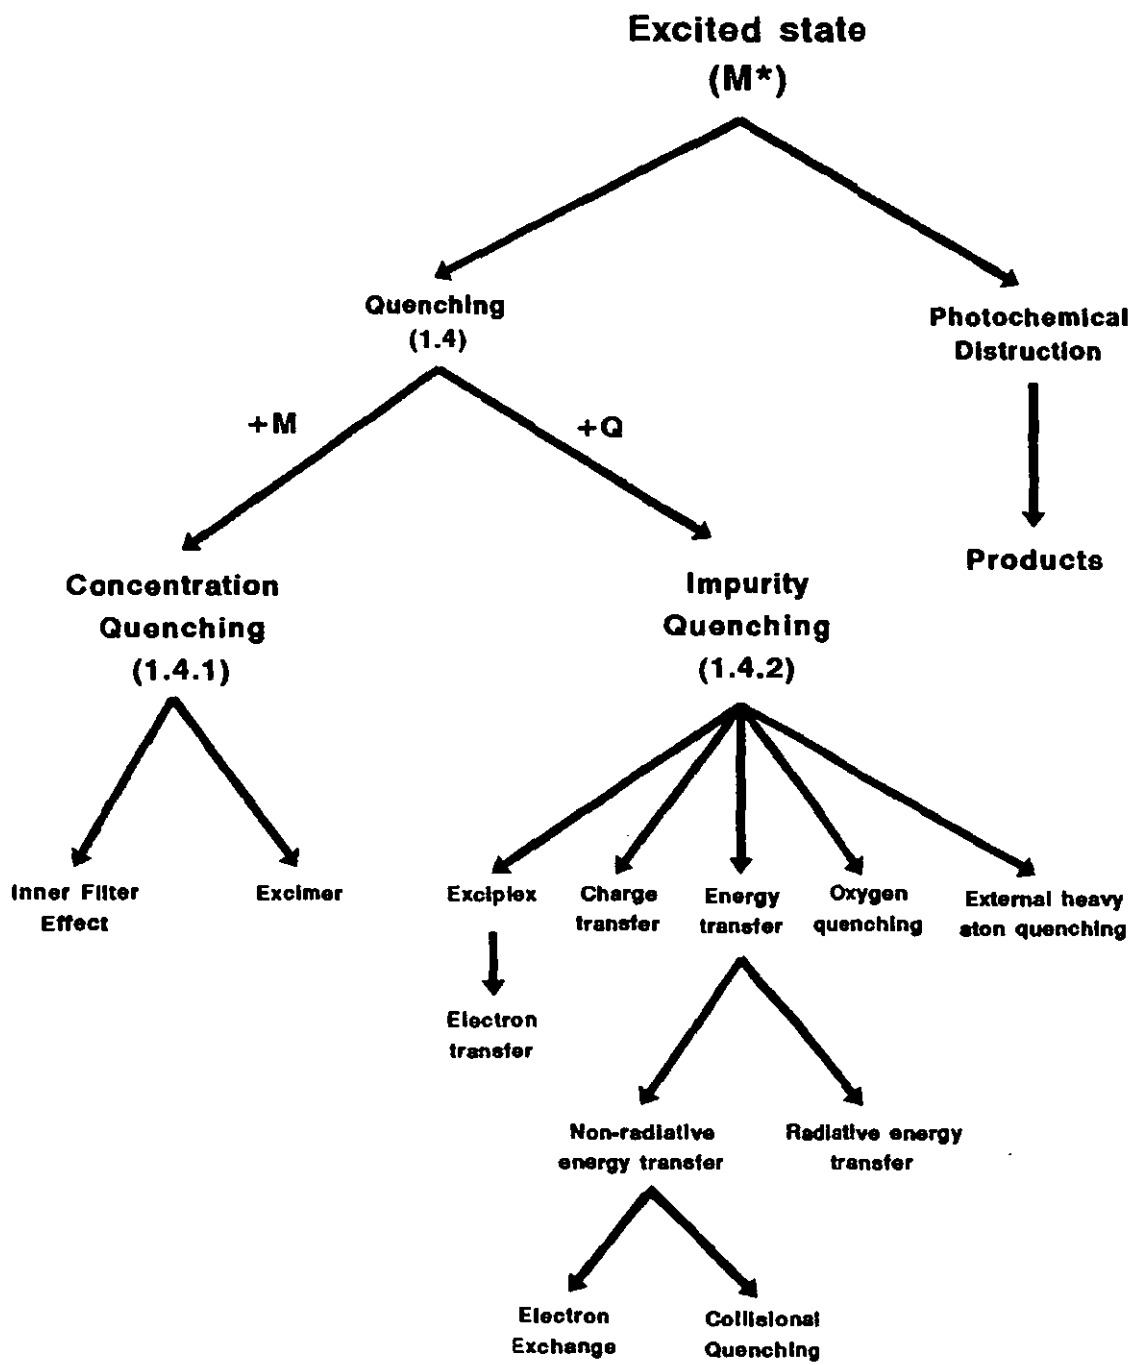 Excited state
(M*)
Quenching
(1.4)
Photochemical
Distruction
+M
+Q
Products
Concentration
Quenching
(1.4.1)
Impurity
Quenching
(1.4.2)
Inner Filter
Effect
Excimer
Exciplex
Charge
transfer
Energy
transfer
Oxygen
quenching
External heavy
aton quenching
Electron
transfer
Non-radiative
energy transfer
Radiative energy
transfer
Electron
Exchange
Collisional
Quenching